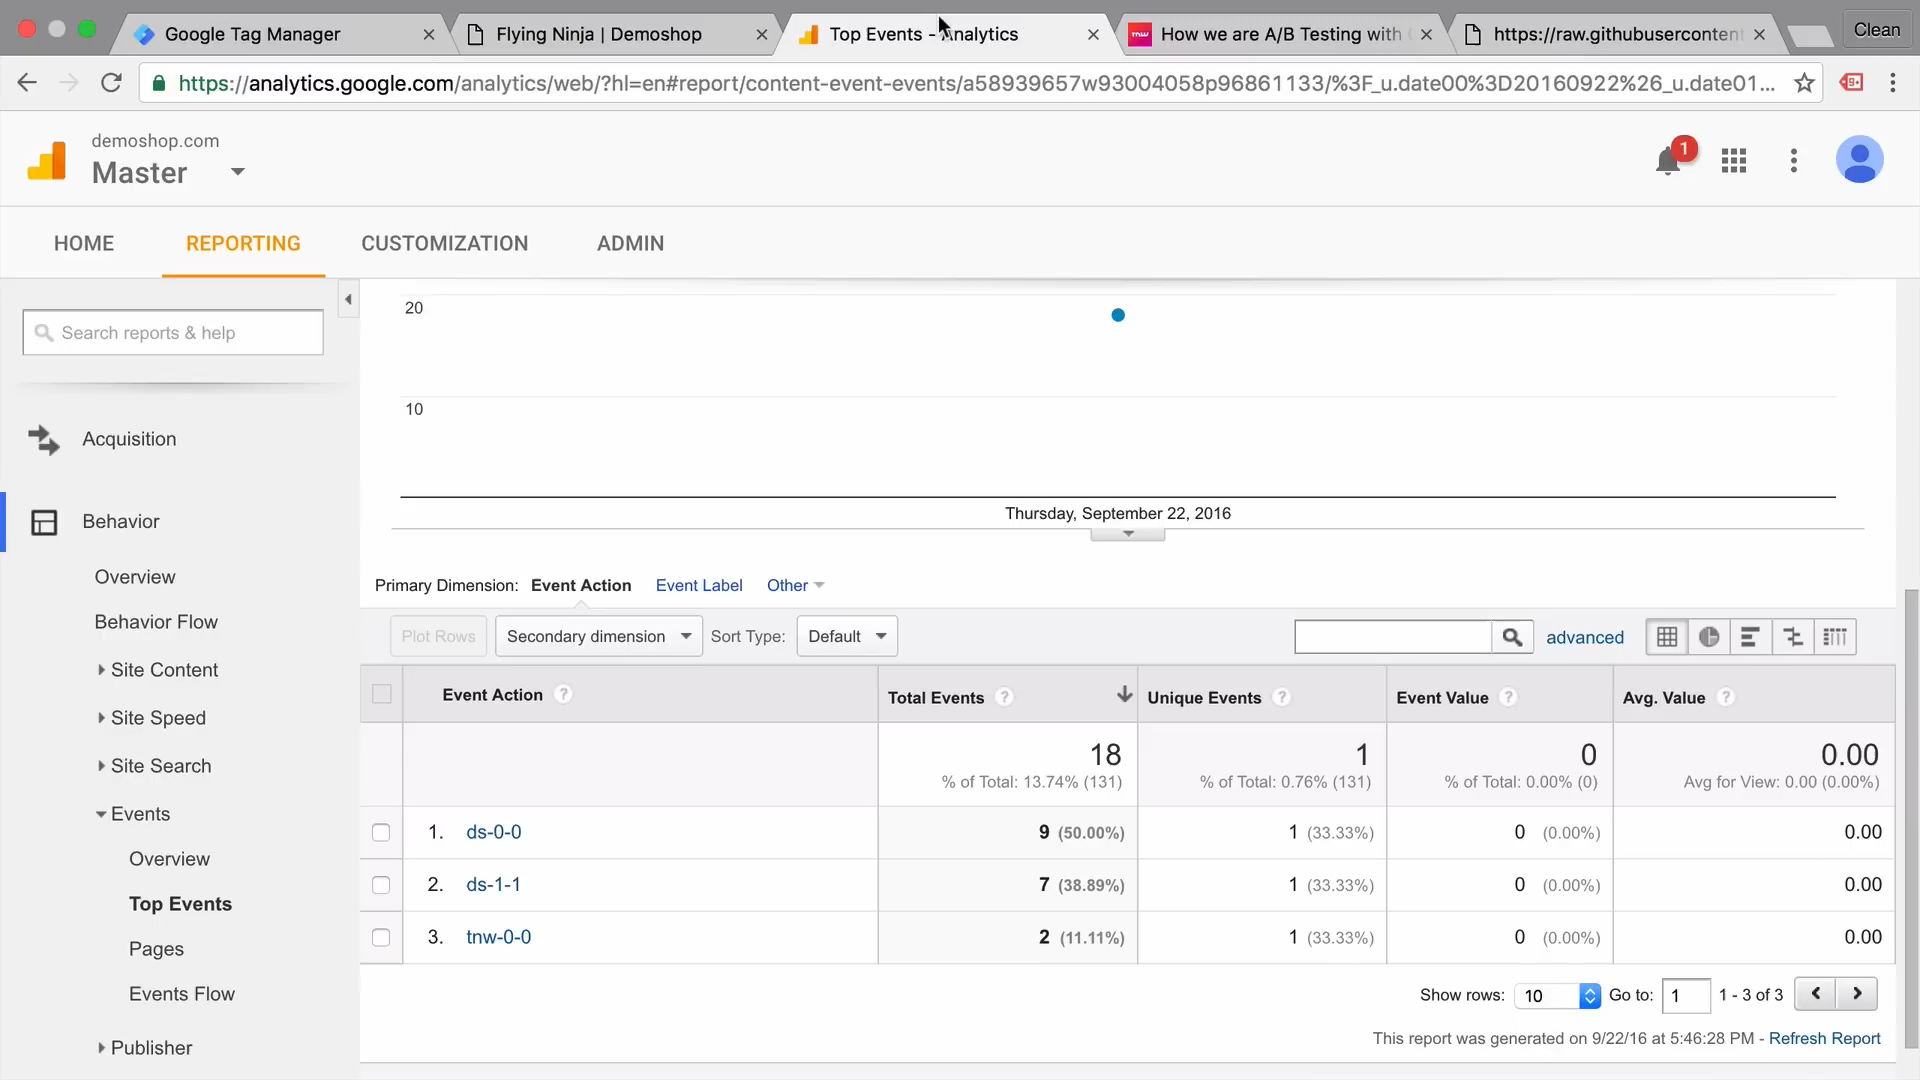 Google Tag Manager
Flying Ninja | Demoshop
Top Events - Analytics
How we are A/B Testing with
https://raw.githubusercontent
Clean
https://analytics.google.com/analytics/web/?hl=en#report/content-event-events/a58939657w93004058p96861133/%3F_u.date00%3D20160922%26_u.date01...
demoshop.com
Master
1
HOME
REPORTING
CUSTOMIZATION
ADMIN
Search reports & help
Acquisition
Behavior
Overview
Behavior Flow
Site Content
Site Speed
Site Search
Events
Overview
Top Events
Pages
Events Flow
Publisher
20
10
Thursday, September 22, 2016
Primary Dimension: Event Action Event Label Other
Plot Rows Secondary dimension Sort Type: Default advanced
Event Action ? Total Events ? Unique Events ? Event Value ? Avg. Value ?
18 1 0 0.00
% of Total: 13.74% (131) % of Total: 0.76% (131) % of Total: 0.00% (0) Avg for View: 0.00 (0.00%)
1. ds-0-0 9 (50.00%) 1 (33.33%) 0 (0.00%) 0.00
2. ds-1-1 7 (38.89%) 1 (33.33%) 0 (0.00%) 0.00
3. tnw-0-0 2 (11.11%) 1 (33.33%) 0 (0.00%) 0.00
Show rows: 10 Go to: 1 1 - 3 of 3
This report was generated on 9/22/16 at 5:46:28 PM - Refresh Report